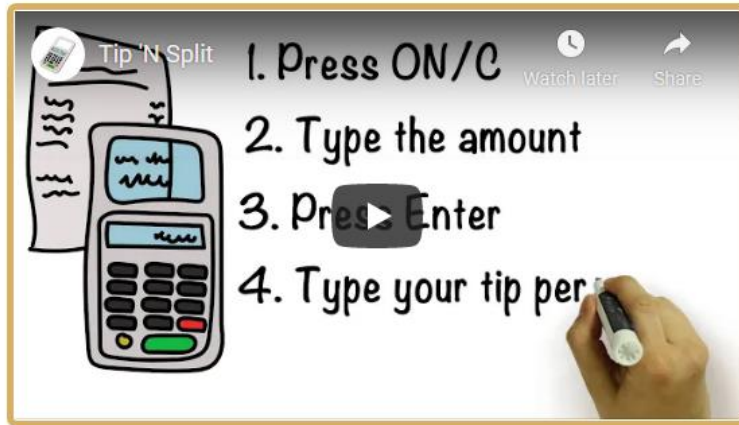 Tip 'N Split
1. Press ON/C
Watch later
Share
2. Type the amount
3. Press Enter
4. Type your tip per